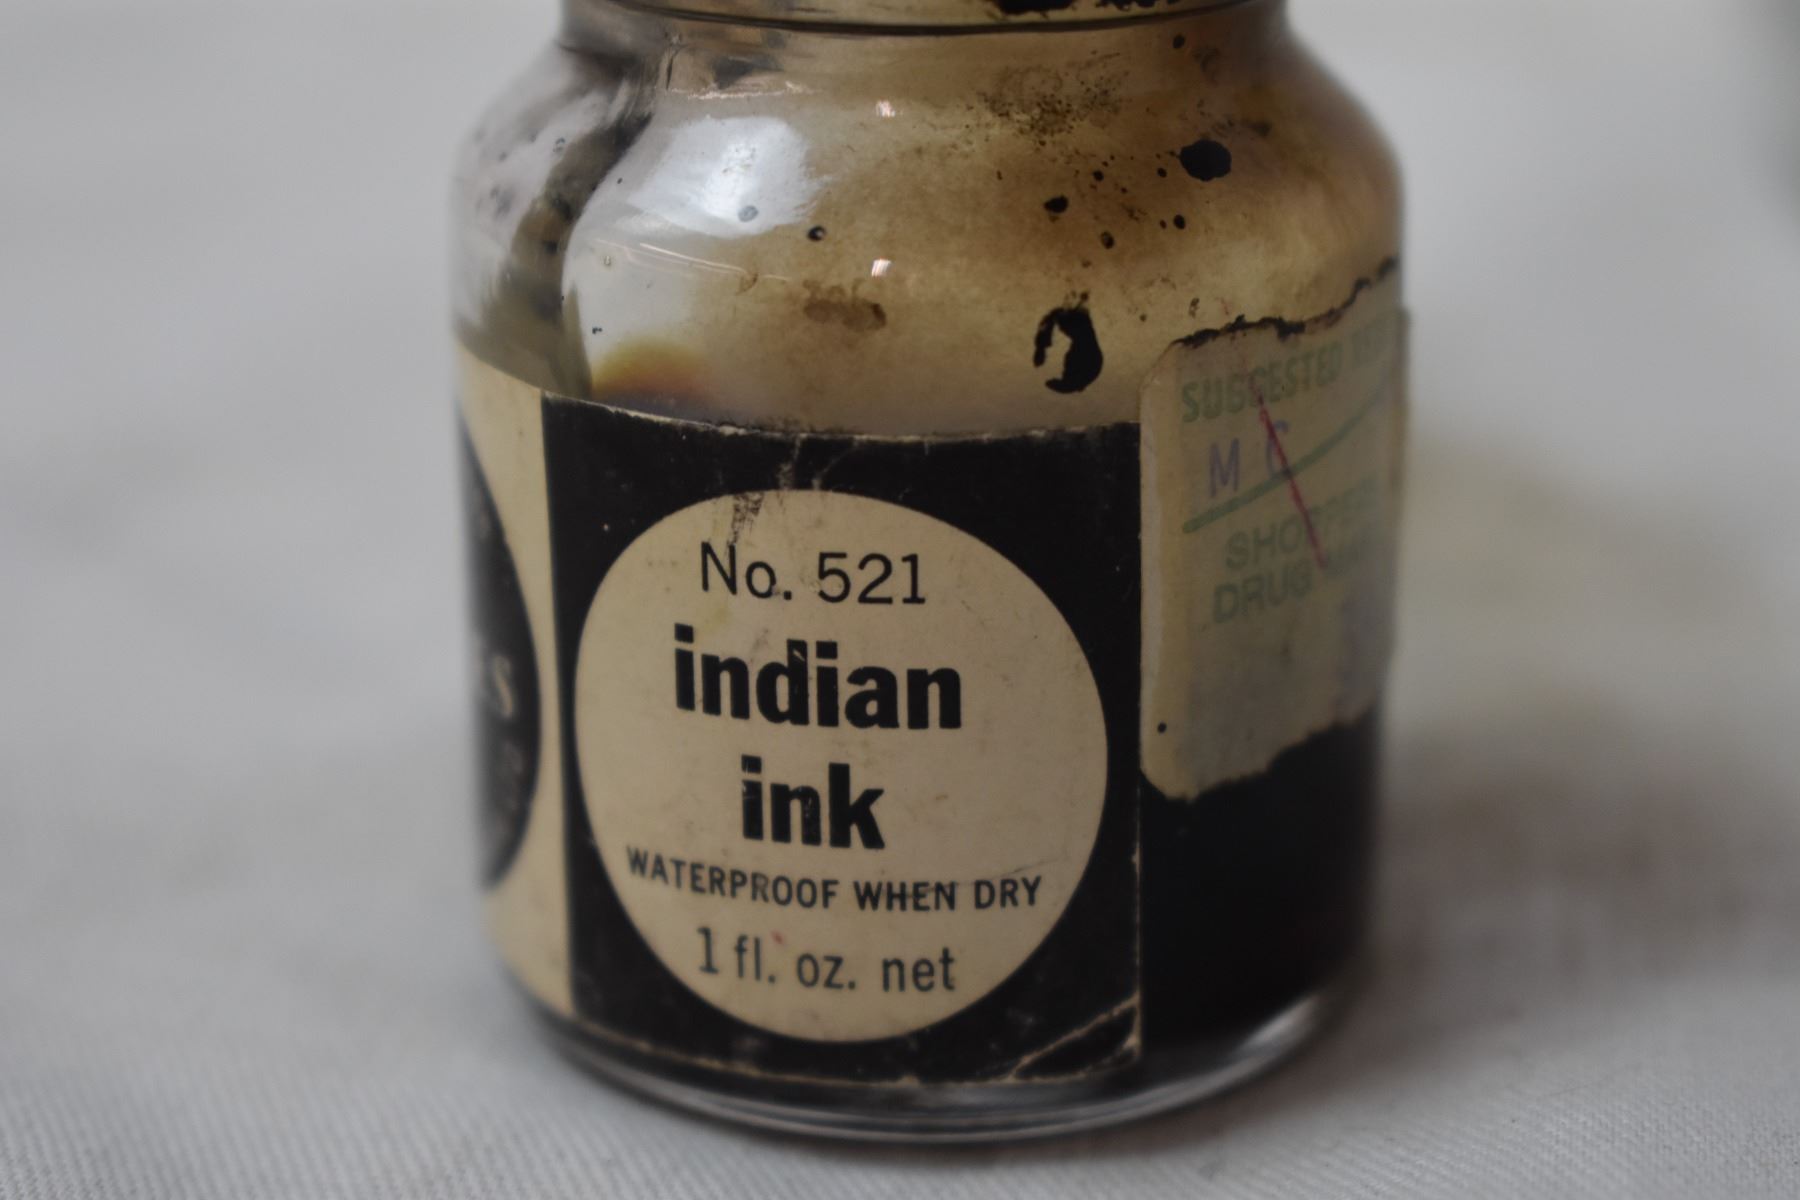 No. 521
indian
ink
WATERPROOF WHEN DRY
1 fl. oz. net
SUGGESTED
M C
DRUG